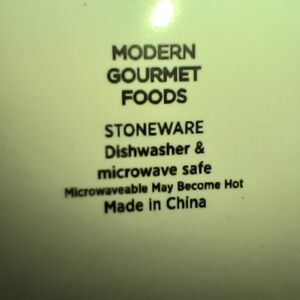 MODERN
GOURMET
FOODS
STONEWARE
Dishwasher &
microwave safe
Microwaveable May Become Hot
Made in China